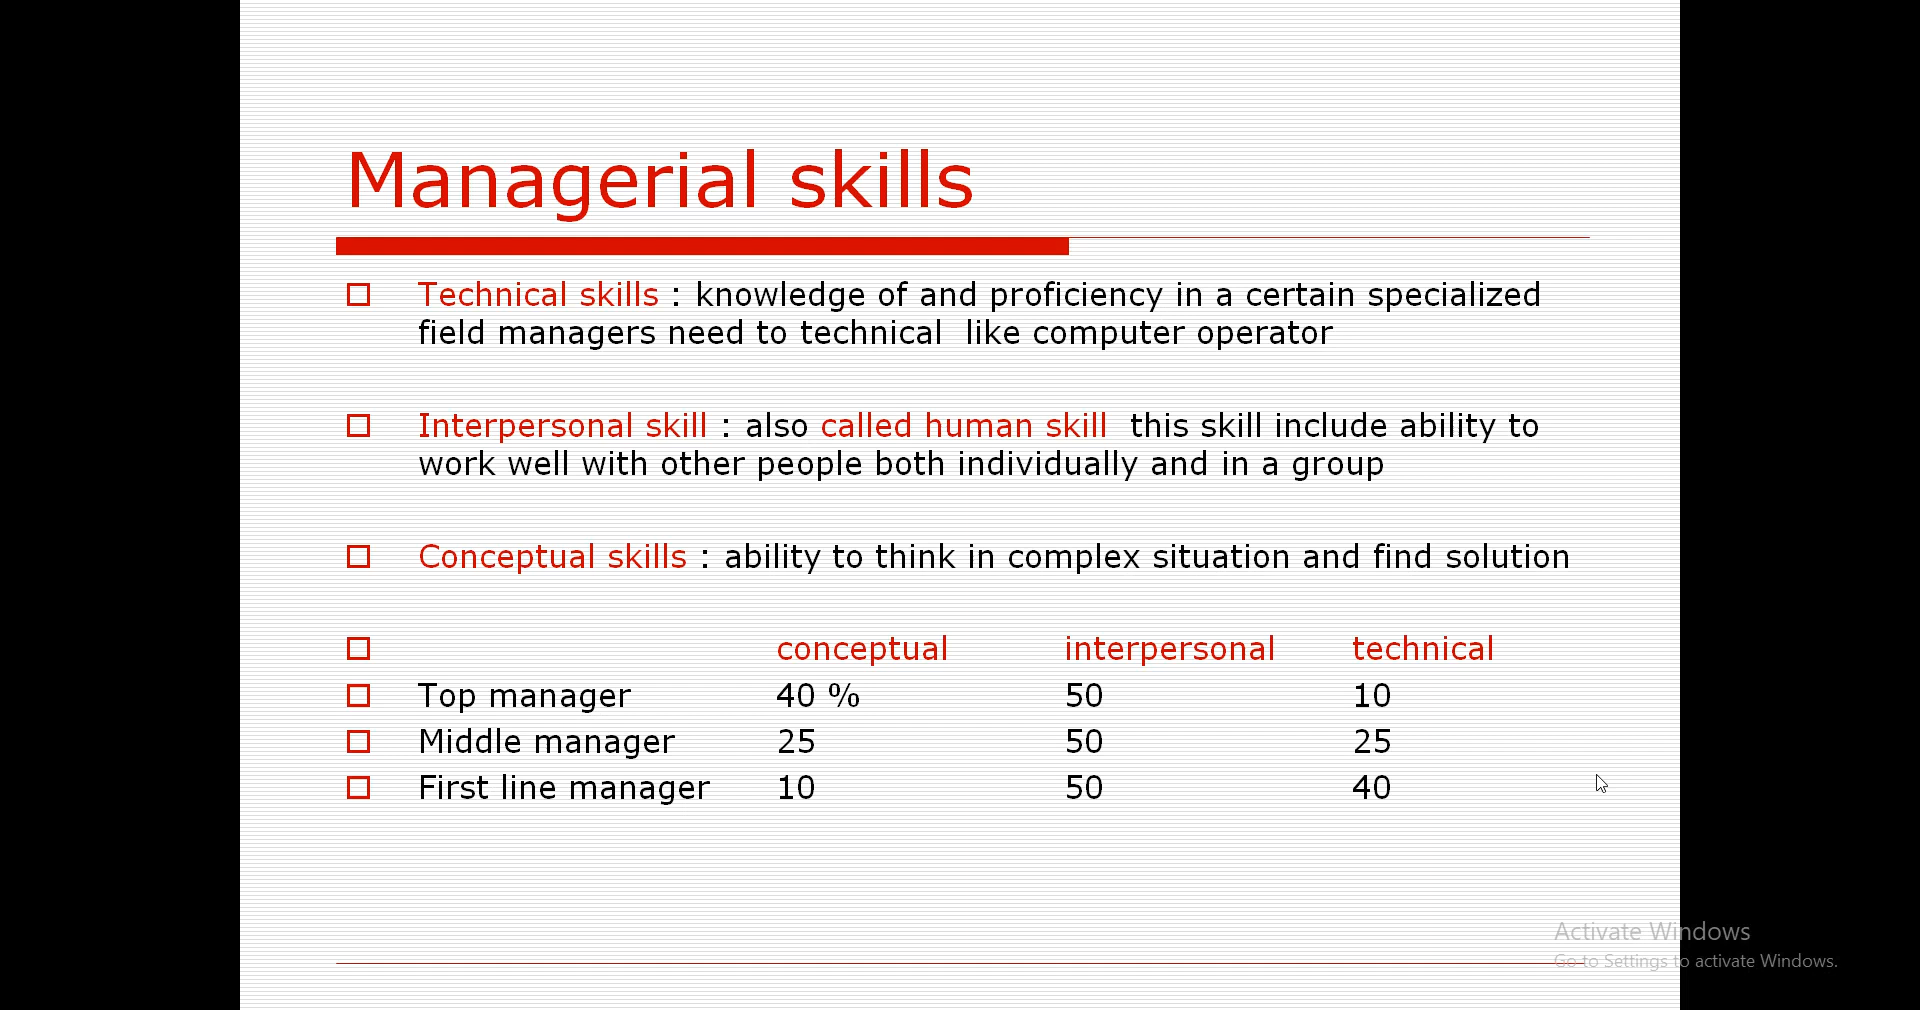 Managerial skills
Technical skills : knowledge of and proficiency in a certain specialized
field managers need to technical  like computer operator
Interpersonal skill : also called human skill  this skill include ability to
work well with other people both individually and in a group
Conceptual skills : ability to think in complex situation and find solution
conceptual interpersonal technical
Top manager 40 % 50 10
Middle manager 25 50 25
First line manager 10 50 40
Activate Windows
Go to Settings to activate Windows.